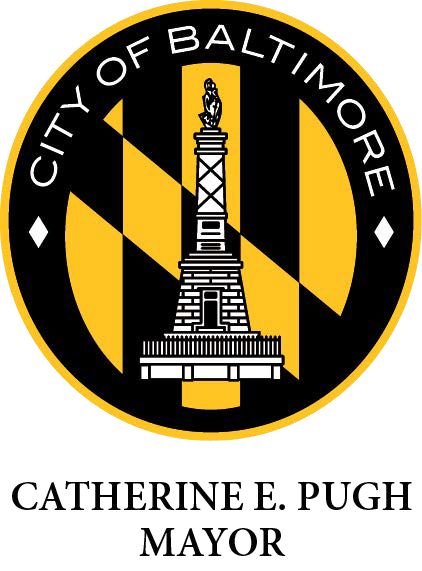 CITY OF BALTIMORE
CATHERINE E. PUGH
MAYOR